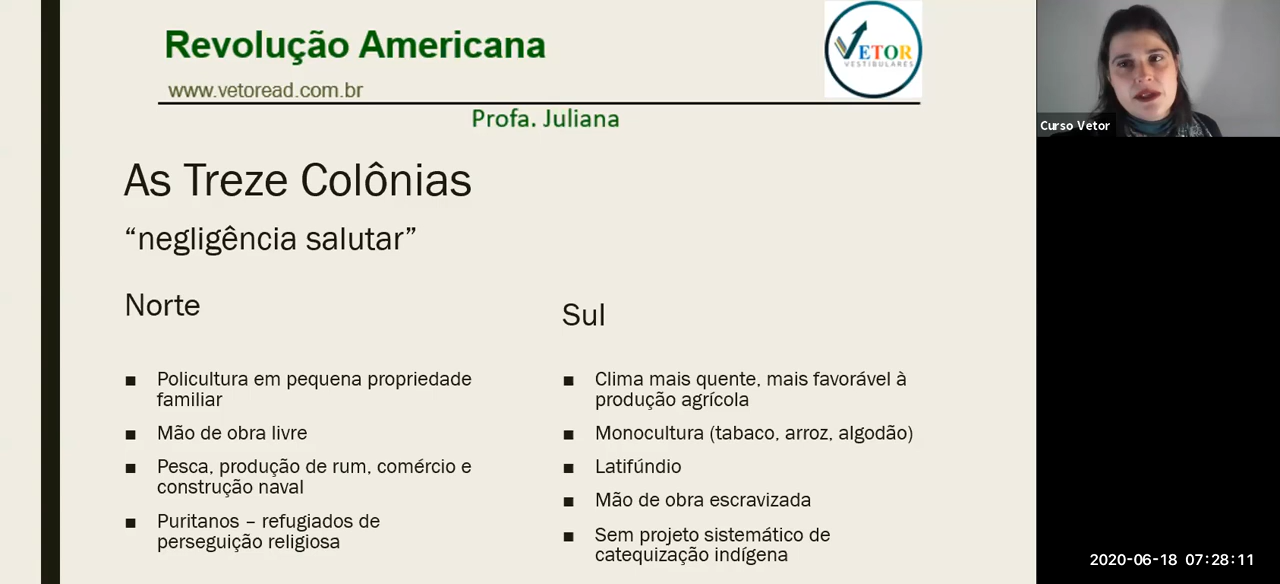 Revolução Americana
www.vetoread.com.br
VETOR
VESTIBULARES
Profa. Juliana
As Treze Colônias
“negligência salutar”
Norte
■ Policultura em pequena propriedade
familiar
■ Mão de obra livre
■ Pesca, produção de rum, comércio e
construção naval
■ Puritanos – refugiados de
perseguição religiosa
Sul
■ Clima mais quente, mais favorável à
produção agrícola
■ Monocultura (tabaco, arroz, algodão)
■ Latifúndio
■ Mão de obra escravizada
■ Sem projeto sistemático de
catequização indígena
Curso Vetor
2020-06-18 07:28:11